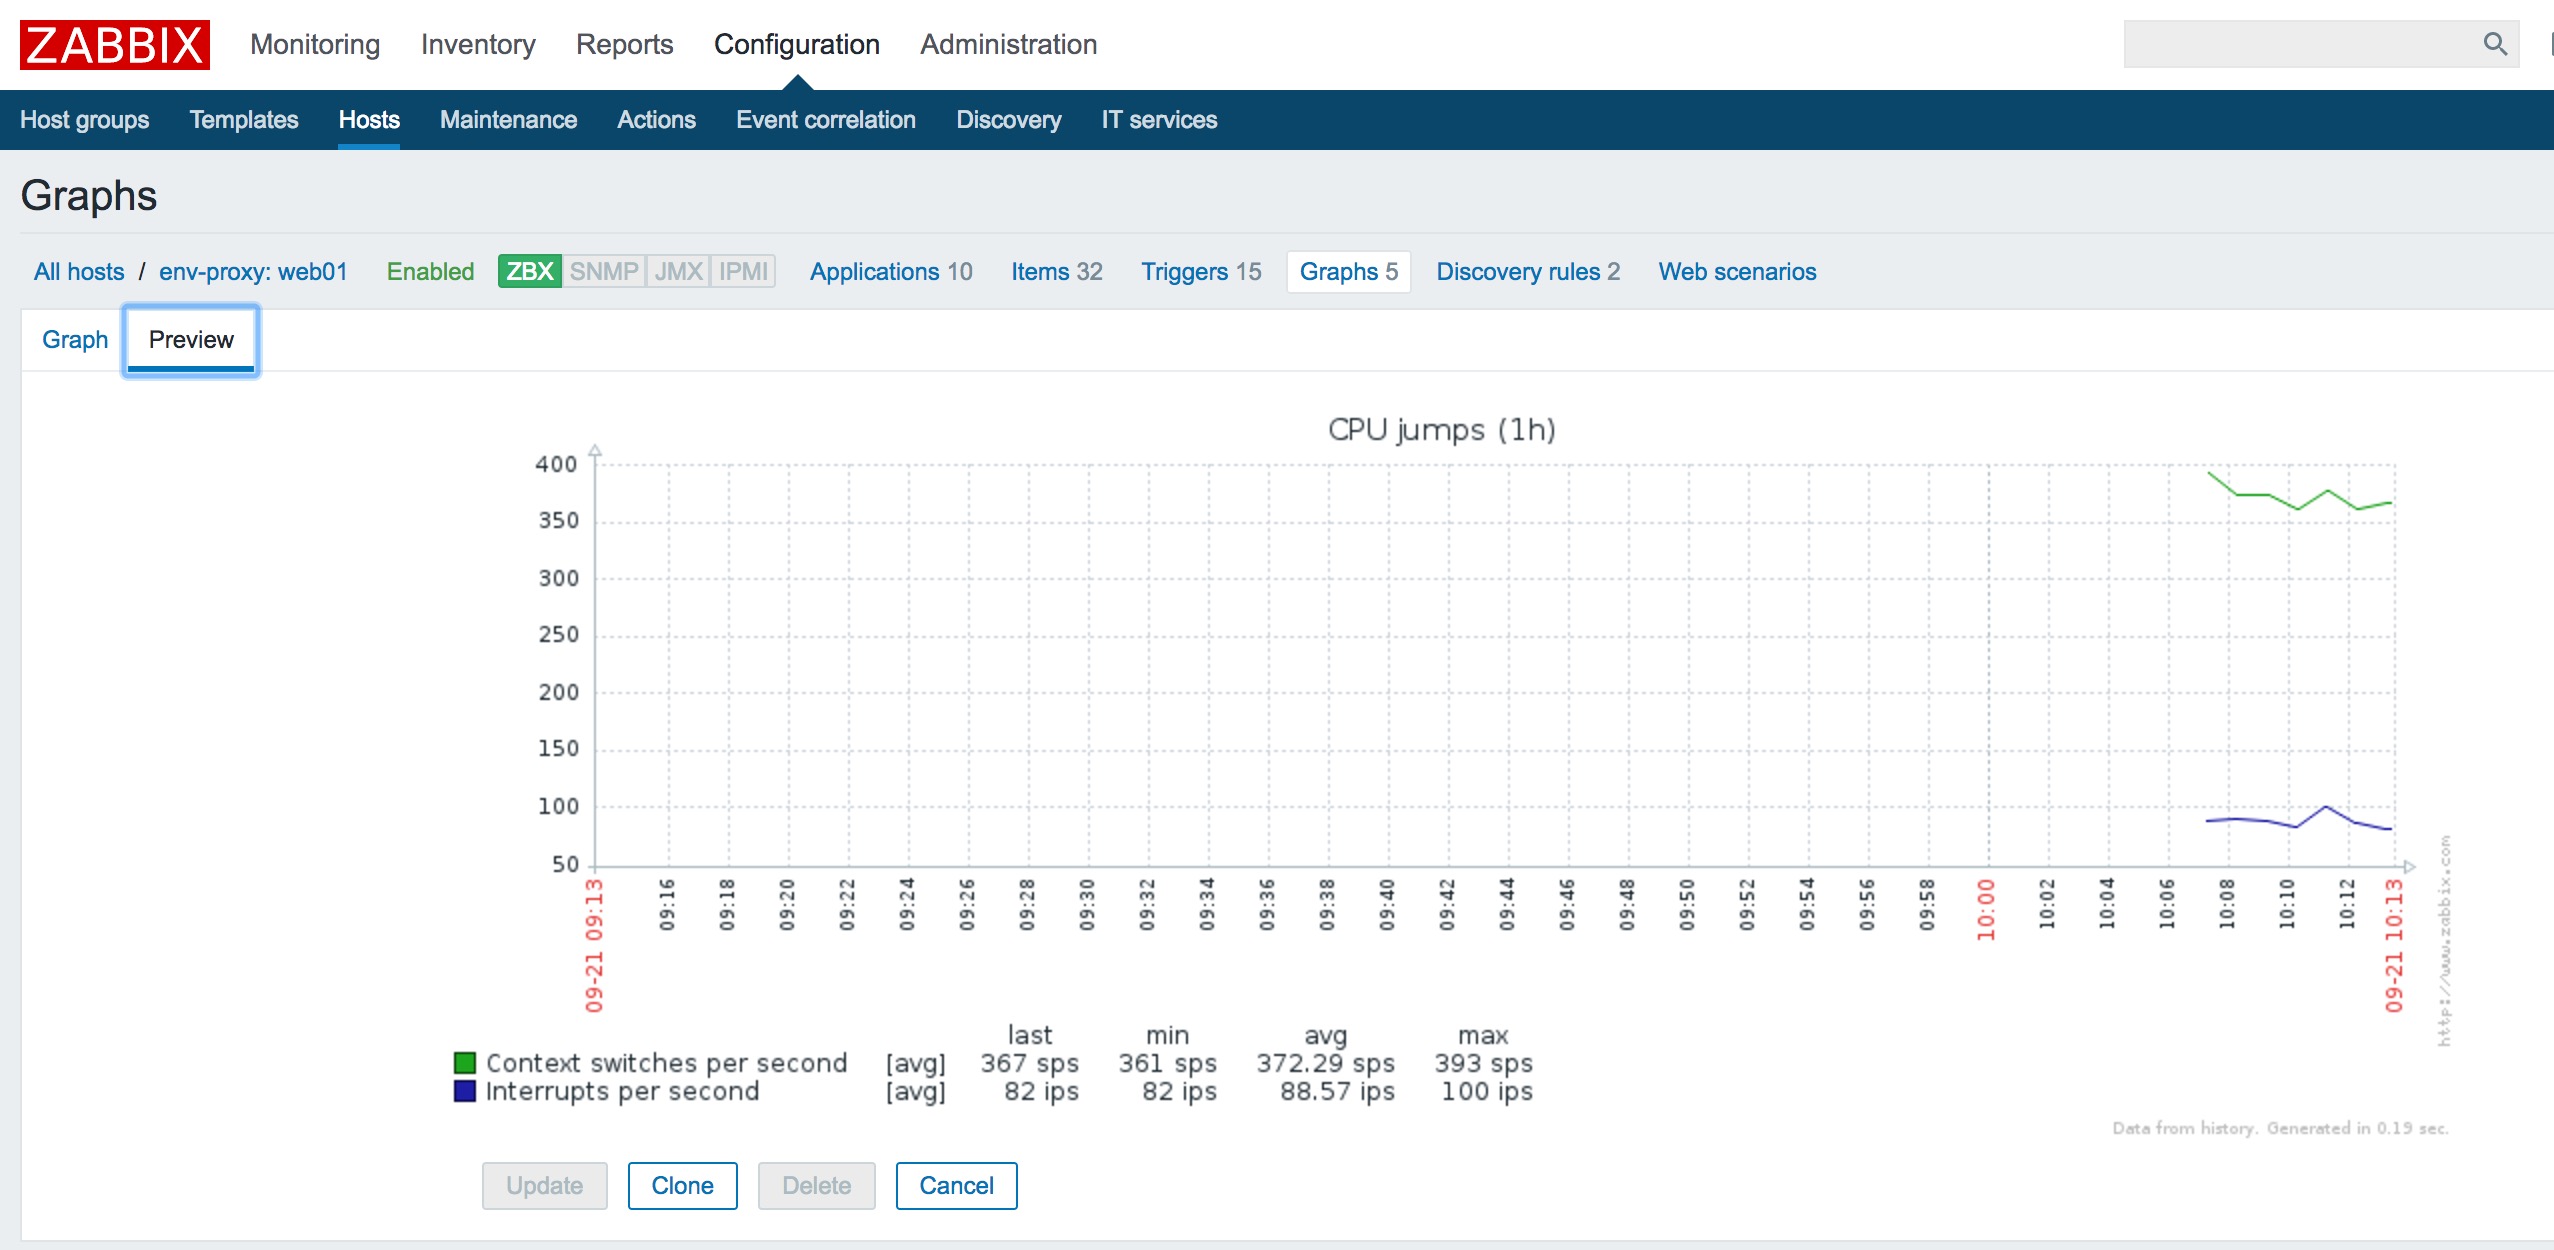 ZABBIX Monitoring Inventory Reports Configuration Administration
Host groups Templates Hosts Maintenance Actions Event correlation Discovery IT services
Graphs
All hosts / env-proxy: web01 Enabled ZBX SNMP JMX IPMI Applications 10 Items 32 Triggers 15 Graphs 5 Discovery rules 2 Web scenarios
Graph Preview
CPU jumps (1h)
400
350
300
250
200
150
100
50
09-21 09:13 09:16 09:18 09:20 09:22 09:24 09:26 09:28 09:30 09:32 09:34 09:36 09:38 09:40 09:42 09:44 09:46 09:48 09:50 09:52 09:54 09:56 09:58 10:00 10:02 10:04 10:06 10:08 10:10 10:12 09-21 10:13
http://www.zabbix.com
last min avg max
Context switches per second [avg] 367 sps 361 sps 372.29 sps 393 sps
Interrupts per second [avg] 82 ips 82 ips 88.57 ips 100 ips
Data from history. Generated in 0.19 sec.
Update Clone Delete Cancel